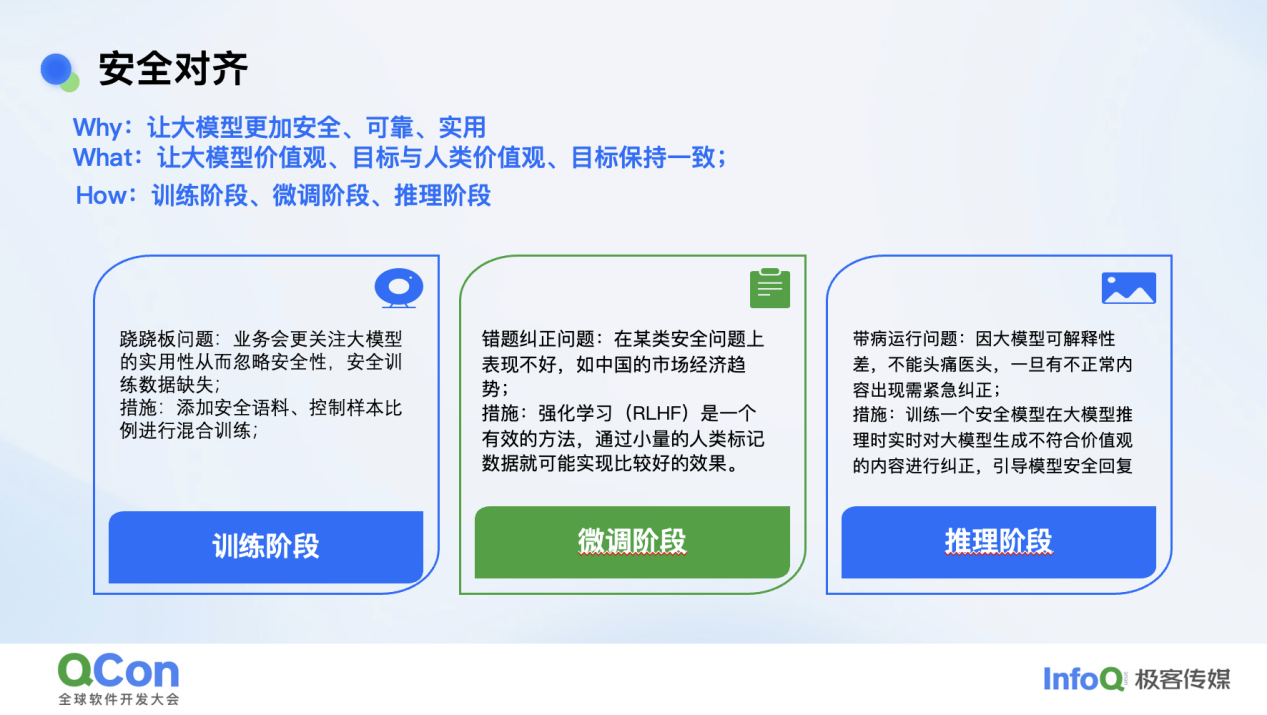 安全对齐
Why：让大模型更加安全、可靠、实用
What：让大模型价值观、目标与人类价值观、目标保持一致；
How：训练阶段、微调阶段、推理阶段
跷跷板问题：业务会更关注大模型
的实用性从而忽略安全性，安全训
练数据缺失；
措施：添加安全语料、控制样本比
例进行混合训练；
训练阶段
错题纠正问题：在某类安全问题上
表现不好，如中国的市场经济趋
势；
措施：强化学习（RLHF）是一个
有效的方法，通过小量的人类标记
数据就可能实现比较好的效果。
微调阶段
带病运行问题：因大模型可解释性
差，不能头痛医头，一旦有不正常内
容出现需紧急纠正；
措施：训练一个安全模型在大模型推
理时实时对大模型生成不符合价值观
的内容进行纠正，引导模型安全回复
推理阶段
QCon
全球软件开发大会
InfoQ 极客传媒